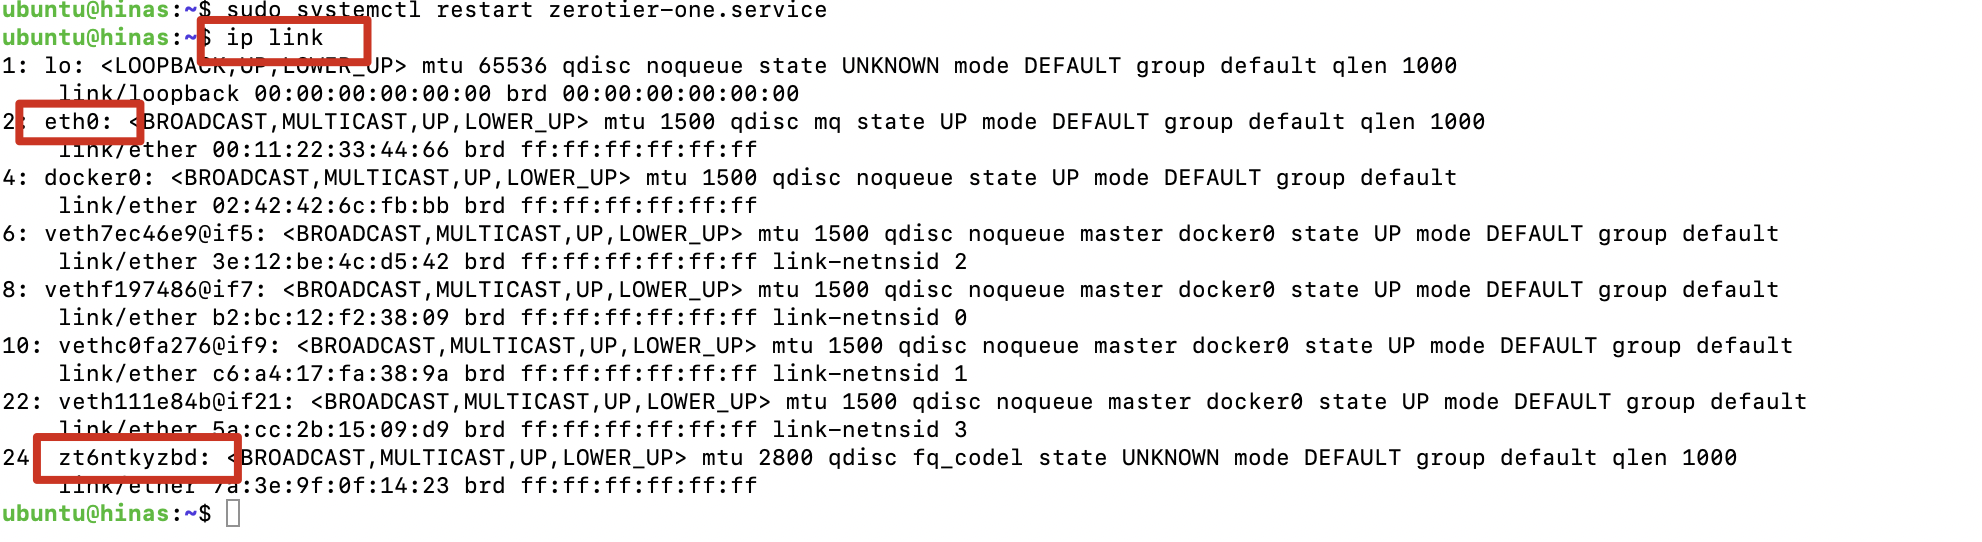 ubuntu@hinas:~$ sudo systemctl restart zerotier-one.service
ubuntu@hinas:~$ ip link
1: lo: <LOOPBACK,UP,LOWER_UP> mtu 65536 qdisc noqueue state UNKNOWN mode DEFAULT group default qlen 1000
    link/loopback 00:00:00:00:00:00 brd 00:00:00:00:00:00
2: eth0: <BROADCAST,MULTICAST,UP,LOWER_UP> mtu 1500 qdisc mq state UP mode DEFAULT group default qlen 1000
    link/ether 00:11:22:33:44:66 brd ff:ff:ff:ff:ff:ff
4: docker0: <BROADCAST,MULTICAST,UP,LOWER_UP> mtu 1500 qdisc noqueue state UP mode DEFAULT group default
    link/ether 02:42:42:6c:fb:bb brd ff:ff:ff:ff:ff:ff
6: veth7ec46e9@if5: <BROADCAST,MULTICAST,UP,LOWER_UP> mtu 1500 qdisc noqueue master docker0 state UP mode DEFAULT group default
    link/ether 3e:12:be:4c:d5:42 brd ff:ff:ff:ff:ff:ff link-netnsid 2
8: vethf197486@if7: <BROADCAST,MULTICAST,UP,LOWER_UP> mtu 1500 qdisc noqueue master docker0 state UP mode DEFAULT group default
    link/ether b2:bc:12:f2:38:09 brd ff:ff:ff:ff:ff:ff link-netnsid 0
10: vethc0fa276@if9: <BROADCAST,MULTICAST,UP,LOWER_UP> mtu 1500 qdisc noqueue master docker0 state UP mode DEFAULT group default
    link/ether c6:a4:17:fa:38:9a brd ff:ff:ff:ff:ff:ff link-netnsid 1
22: veth111e84b@if21: <BROADCAST,MULTICAST,UP,LOWER_UP> mtu 1500 qdisc noqueue master docker0 state UP mode DEFAULT group default
    link/ether 5a:cc:2b:15:09:d9 brd ff:ff:ff:ff:ff:ff link-netnsid 3
24: zt6ntkyzbd: <BROADCAST,MULTICAST,UP,LOWER_UP> mtu 2800 qdisc fq_codel state UNKNOWN mode DEFAULT group default qlen 1000
    link/ether 7a:3e:9f:0f:14:23 brd ff:ff:ff:ff:ff:ff
ubuntu@hinas:~$